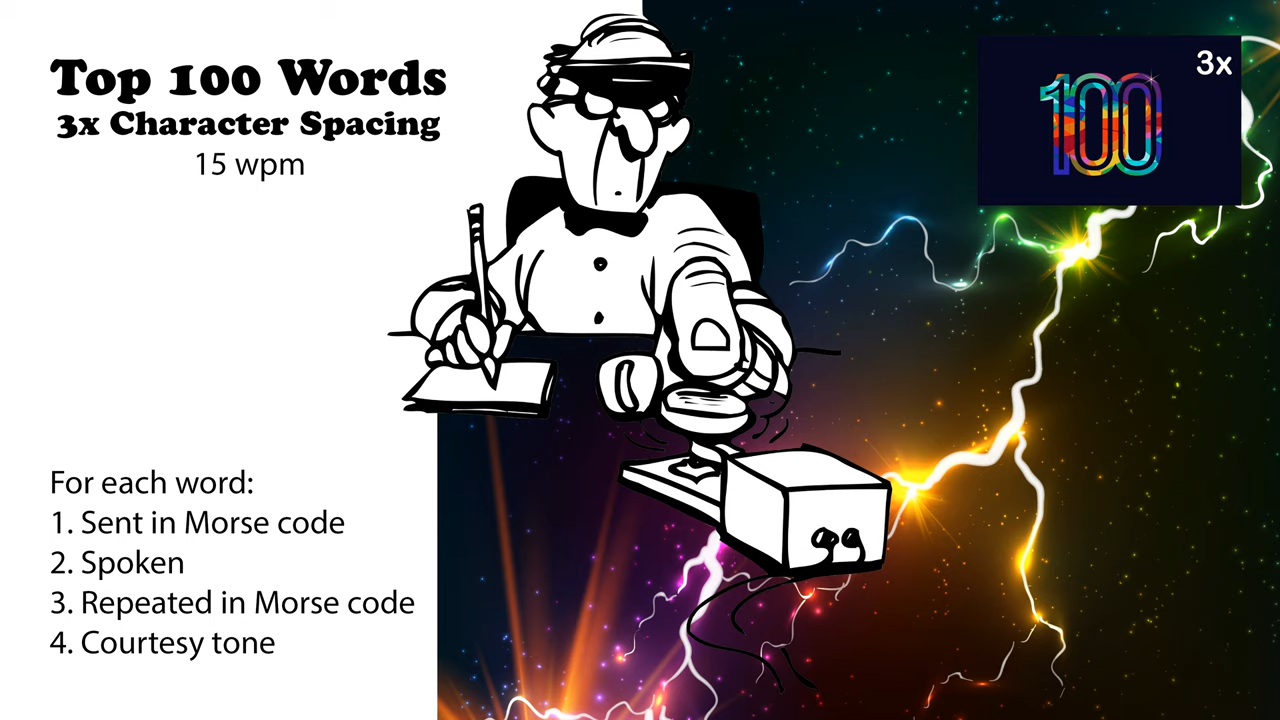 Top 100 Words
3x Character Spacing
15 wpm
3x
100
For each word:
1. Sent in Morse code
2. Spoken
3. Repeated in Morse code
4. Courtesy tone